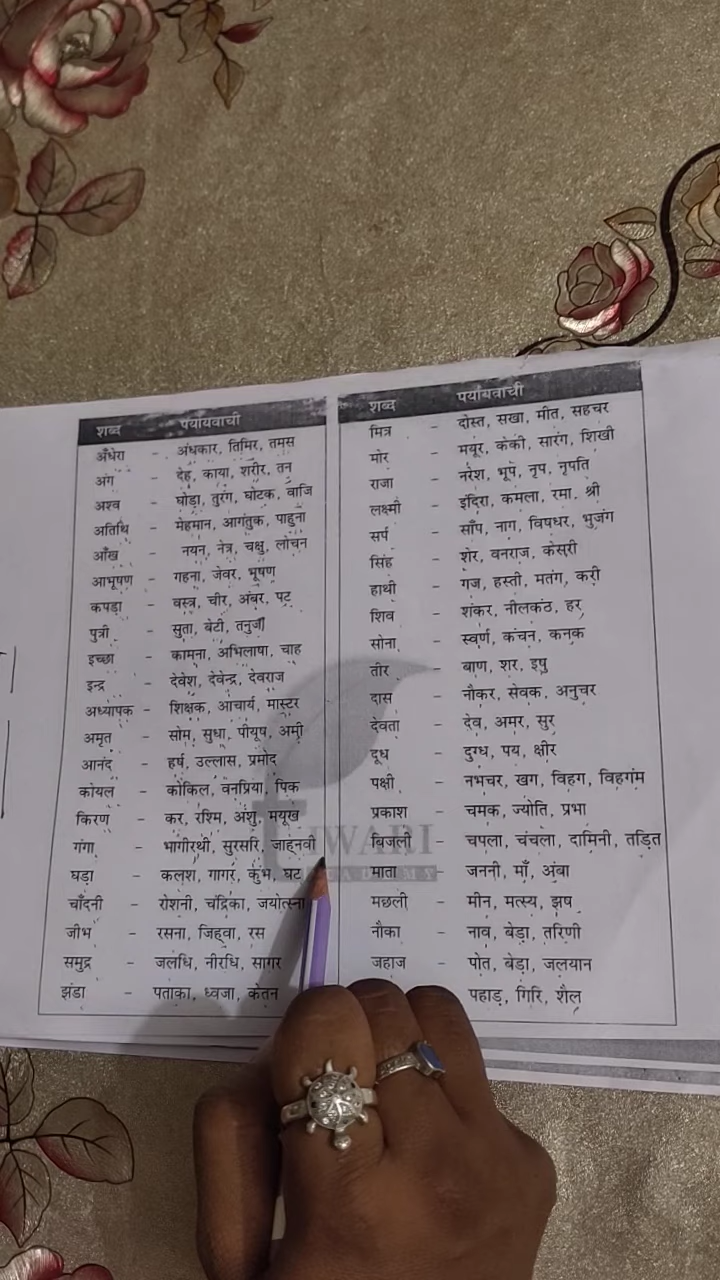 शब्द पर्यायवाची
अँधेरा - अंधकार, तिमिर, तमस
अंग - देह, काया, शरीर, तन
अश्व - घोड़ा, तुरंग, घोटक, वाजि
अतिथि - मेहमान, आगंतुक, पाहुना
आँख - नयन, नेत्र, चक्षु, लोचन
आभूषण - गहना, जेवर, भूषण
कपड़ा - वस्त्र, चीर, अंबर, पट
पुत्री - सुता, बेटी, तनुजा
इच्छा - कामना, अभिलाषा, चाह
इन्द्र - देवेश, देवेन्द्र, देवराज
अध्यापक - शिक्षक, आचार्य, मास्टर
अमृत - सोम, सुधा, पीयूष, अमी
आनंद - हर्ष, उल्लास, प्रमोद
कोयल - कोकिल, वनप्रिया, पिक
किरण - कर, रश्मि, अंशु, मयूख
गंगा - भागीरथी, सुरसरि, जाहनवी
घड़ा - कलश, गागर, कुंभ, घट
चाँदनी - रोशनी, चंद्रिका, जयोत्स्ना
जीभ - रसना, जिह्वा, रस
समुद्र - जलधि, नीरधि, सागर
झंडा - पताका, ध्वजा, केतन
शब्द पर्यायवाची
मित्र - दोस्त, सखा, मीत, सहचर
मोर - मयूर, केकी, सारंग, शिखी
राजा - नरेश, भूप, नृप, नृपति
लक्ष्मी - इंदिरा, कमला, रमा, श्री
सर्प - साँप, नाग, विषधर, भुजंग
सिंह - शेर, वनराज, केसरी
हाथी - गज, हस्ती, मतंग, करी
शिव - शंकर, नीलकंठ, हर
सोना - स्वर्ण, कंचन, कनक
तीर - बाण, शर, इषु
दास - नौकर, सेवक, अनुचर
देवता - देव, अमर, सुर
दूध - दुग्ध, पय, क्षीर
पक्षी - नभचर, खग, विहग, विहगंम
प्रकाश - चमक, ज्योति, प्रभा
बिजली - चपला, चंचला, दामिनी, तड़ित
माता - जननी, माँ, अंबा
मछली - मीन, मत्स्य, झष
नौका - नाव, बेड़ा, तरिणी
जहाज - पोत, बेड़ा, जलयान
पहाड़, गिरि, शैल
TIWARI
ACADEMY